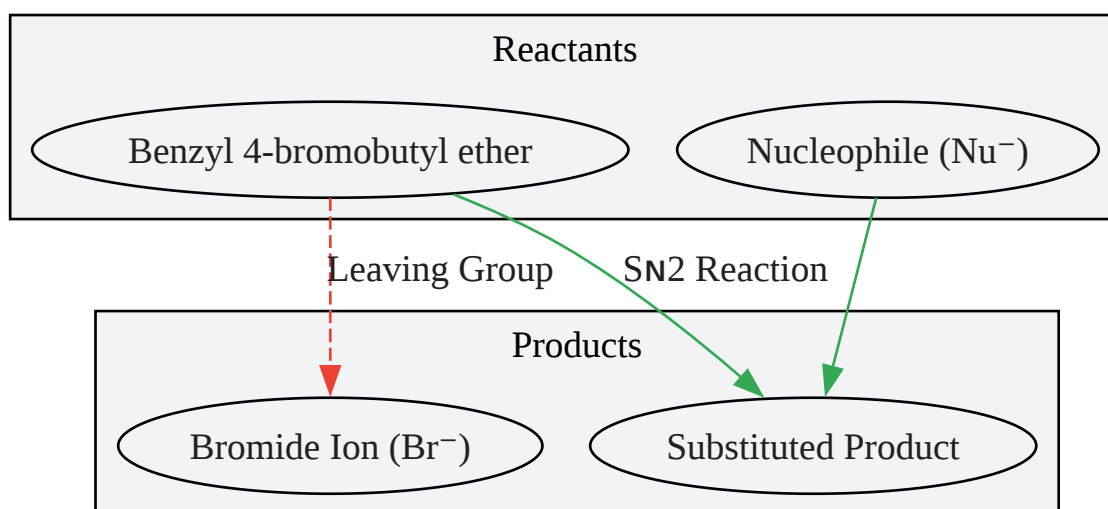 Reactants
Benzyl 4-bromobutyl ether
Nucleophile (Nu⁻)
Leaving Group
Sɴ2 Reaction
Products
Bromide Ion (Br⁻)
Substituted Product